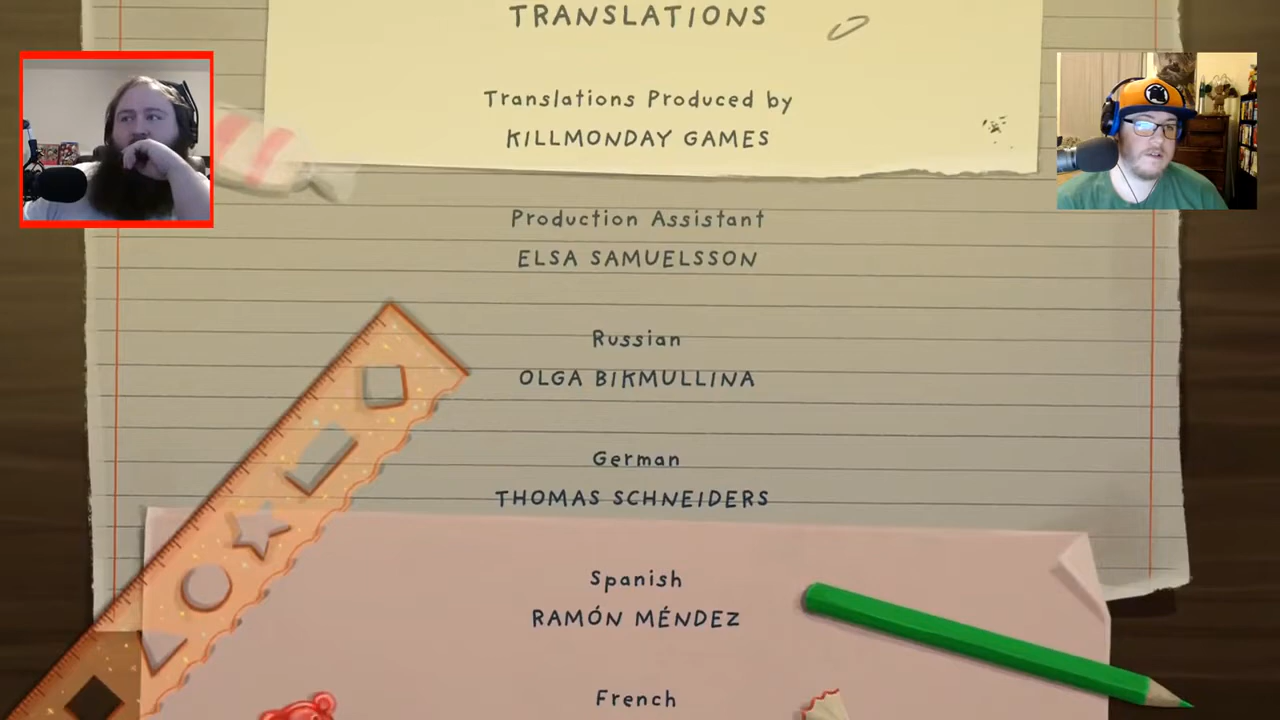 TRANSLATIONS
Translations Produced by
KILLMONDAY GAMES
Production Assistant
ELSA SAMUELSSON
Russian
OLGA BIKMULLINA
German
THOMAS SCHNEIDERS
Spanish
RAMÓN MÉNDEZ
French